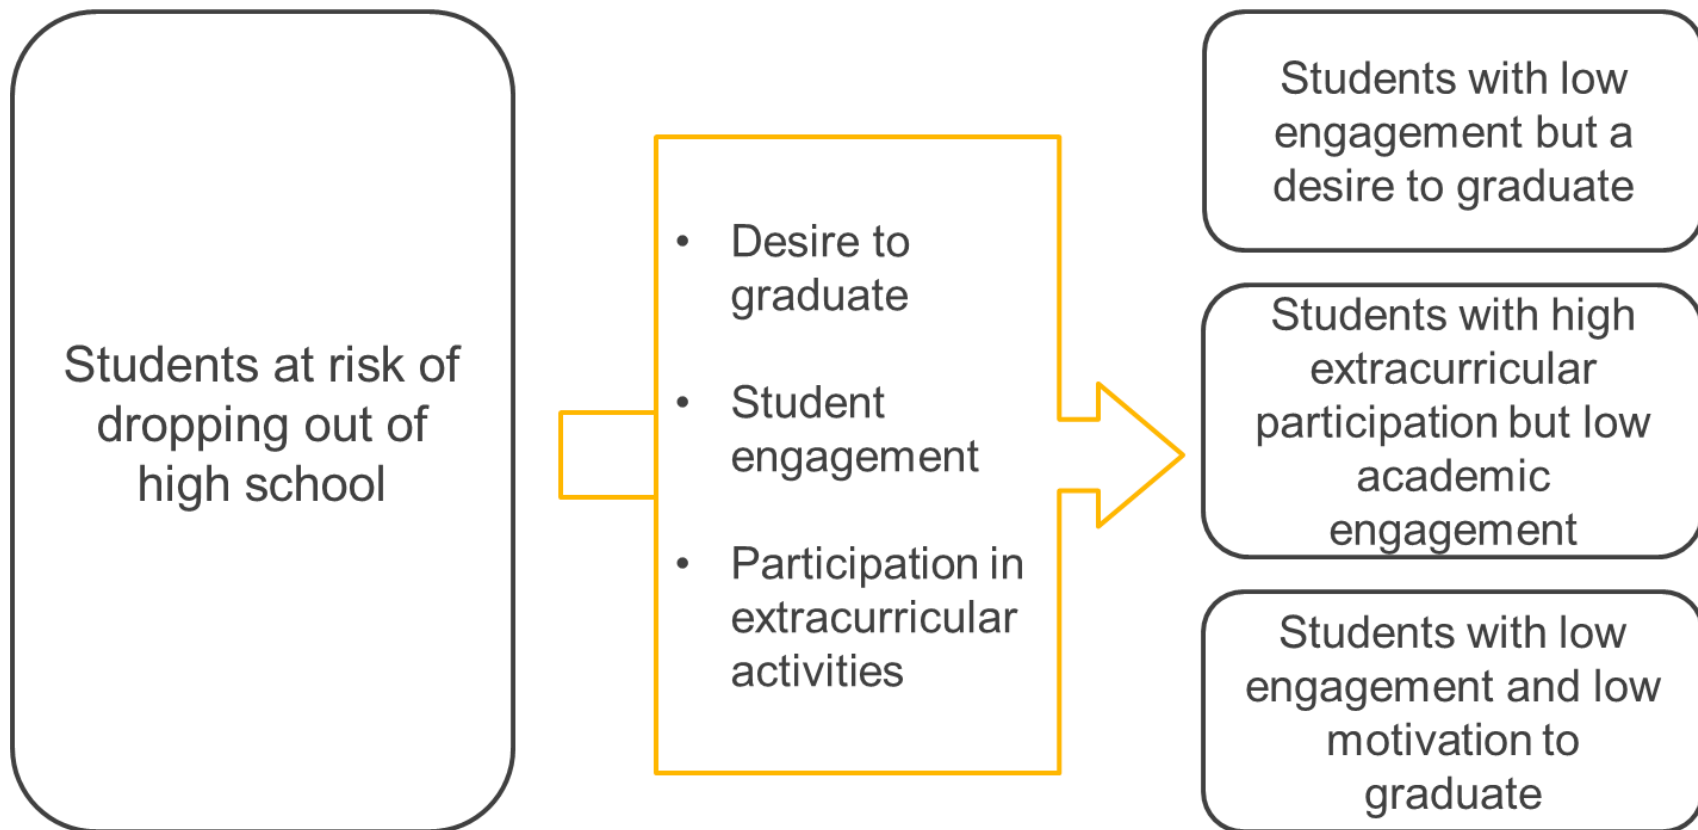 Students at risk of
dropping out of
high school
• Desire to
graduate
• Student
engagement
• Participation in
extracurricular
activities
Students with low
engagement but a
desire to graduate
Students with high
extracurricular
participation but low
academic
engagement
Students with low
engagement and low
motivation to
graduate